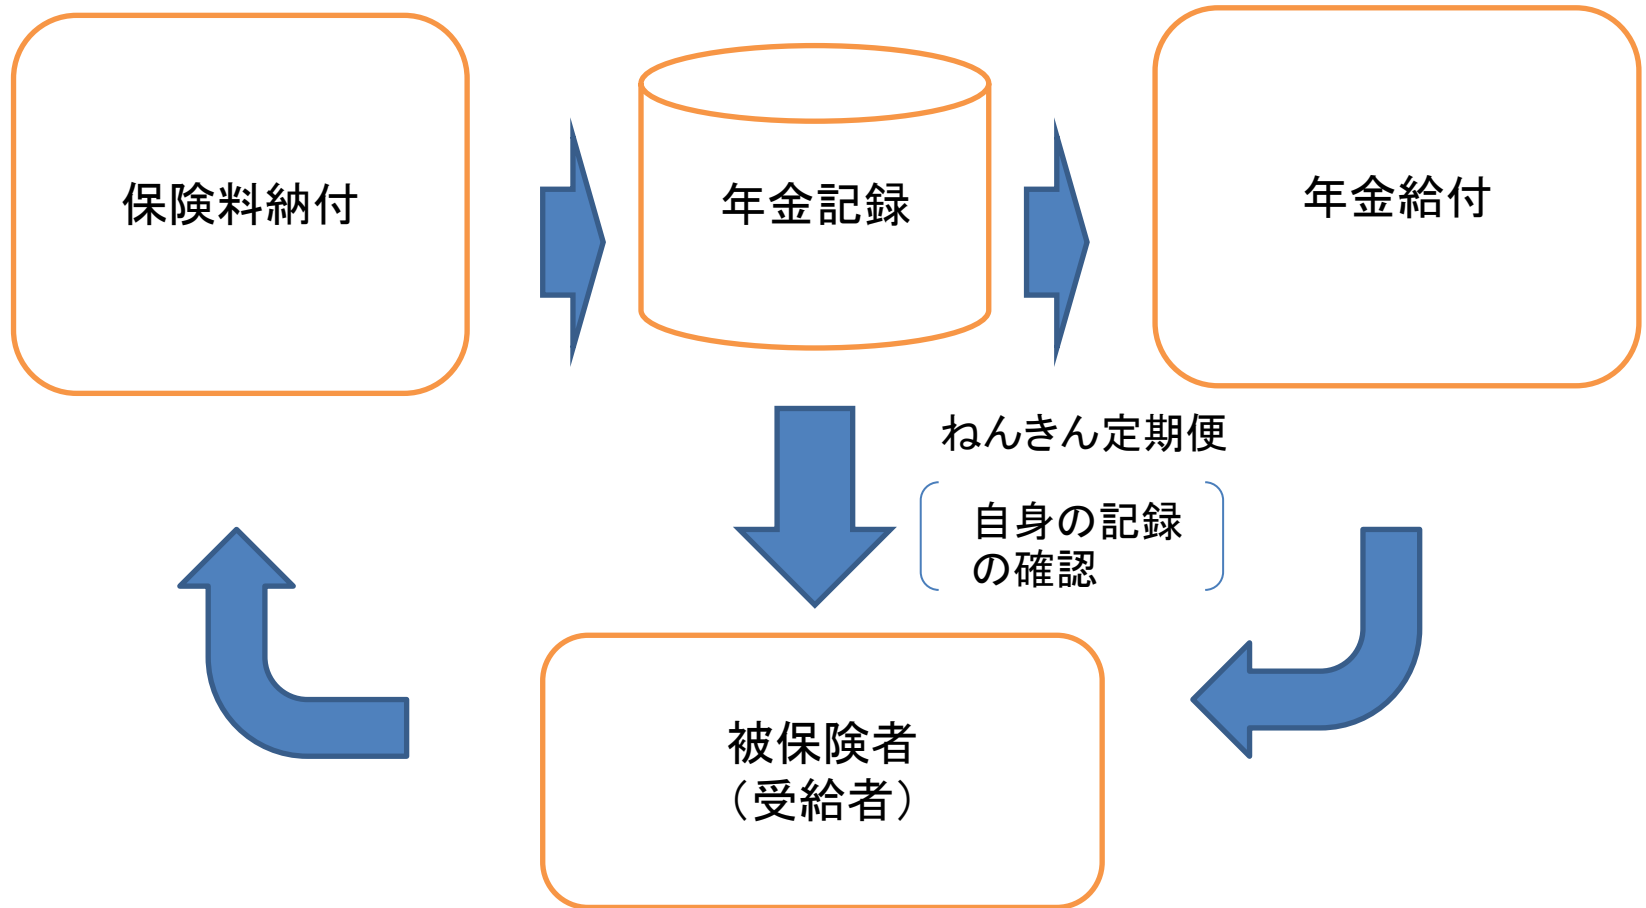 保険料納付
年金記録
年金給付
ねんきん定期便
自身の記録
の確認
被保険者
（受給者）